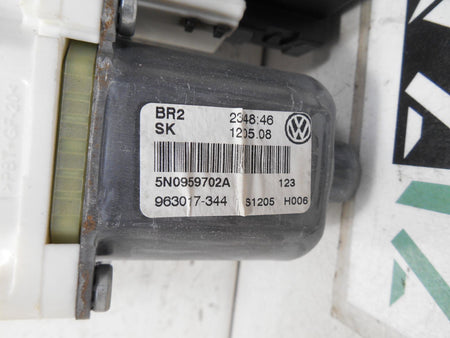 BR2 2348:46
SK 1205.08
5N0959702A 123
963017-344 S1205 H006